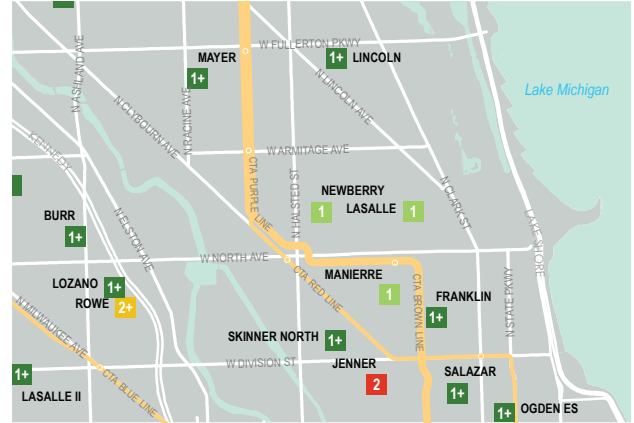 W FULLERTON PKWY
MAYER
1+
1+
LINCOLN
N ASHLAND AVE
N RACINE AVE
N CLYBOURN AVE
N LINCOLN AVE
Lake Michigan
KENNEDY
W ARMITAGE AVE
CTA PURPLE LINE
N HALSTED ST
N CLARK ST
NEWBERRY
1
LASALLE
1
BURR
1+
N ELSTON AVE
LAKE SHORE
W NORTH AVE
MANIERRE
1
CTA RED LINE
CTA BROWN LINE
N STATE PKWY
LOZANO
1+
ROWE
2+
FRANKLIN
1+
N MILWAUKEE AVE
SKINNER NORTH
1+
W DIVISION ST
JENNER
2
SALAZAR
1+
1+
LASALLE II
CTA BLUE LINE
1+
OGDEN ES